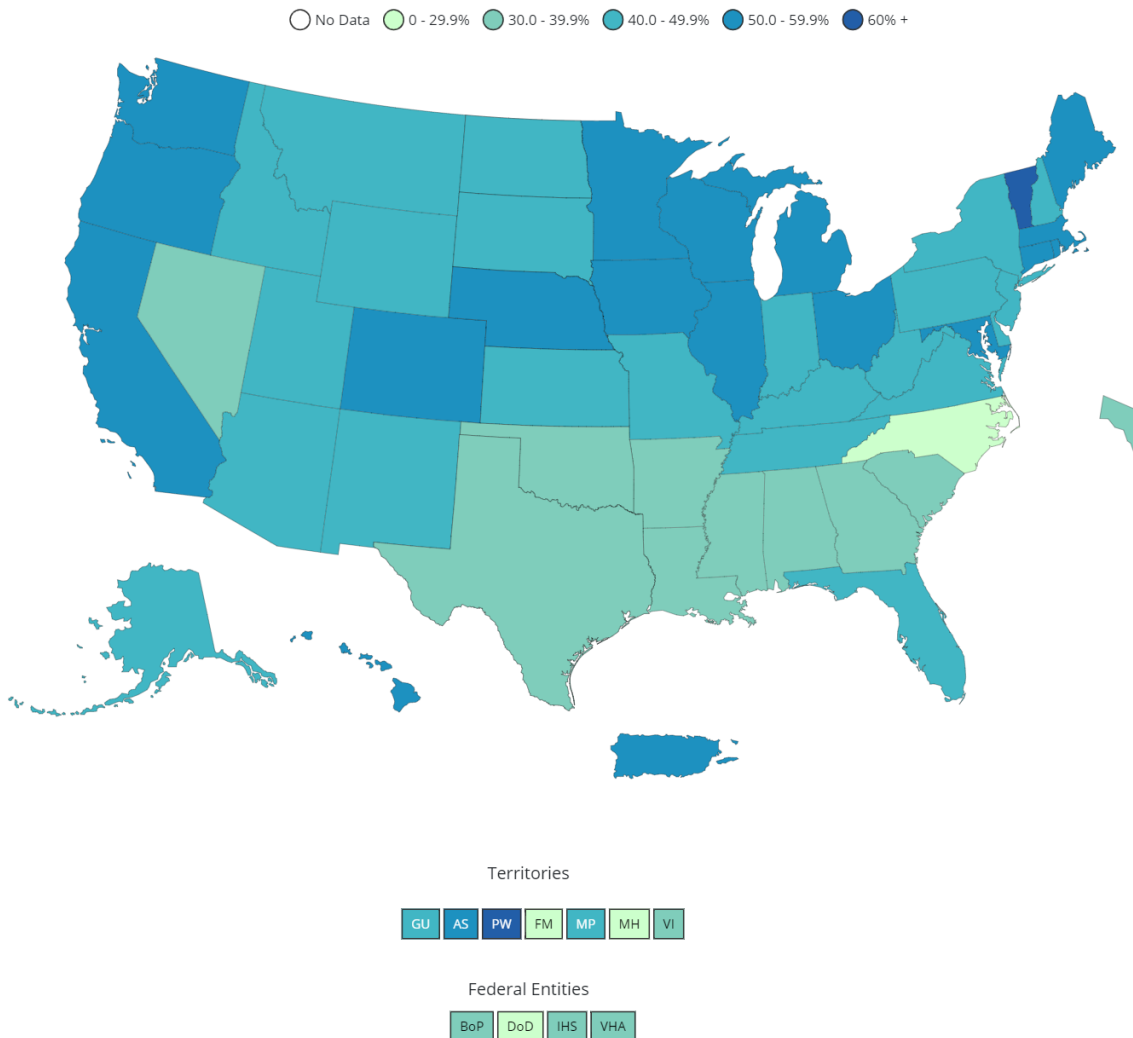 No Data 0 - 29.9% 30.0 - 39.9% 40.0 - 49.9% 50.0 - 59.9% 60% +
Territories
GU AS PW FM MP MH VI
Federal Entities
BoP DoD IHS VHA